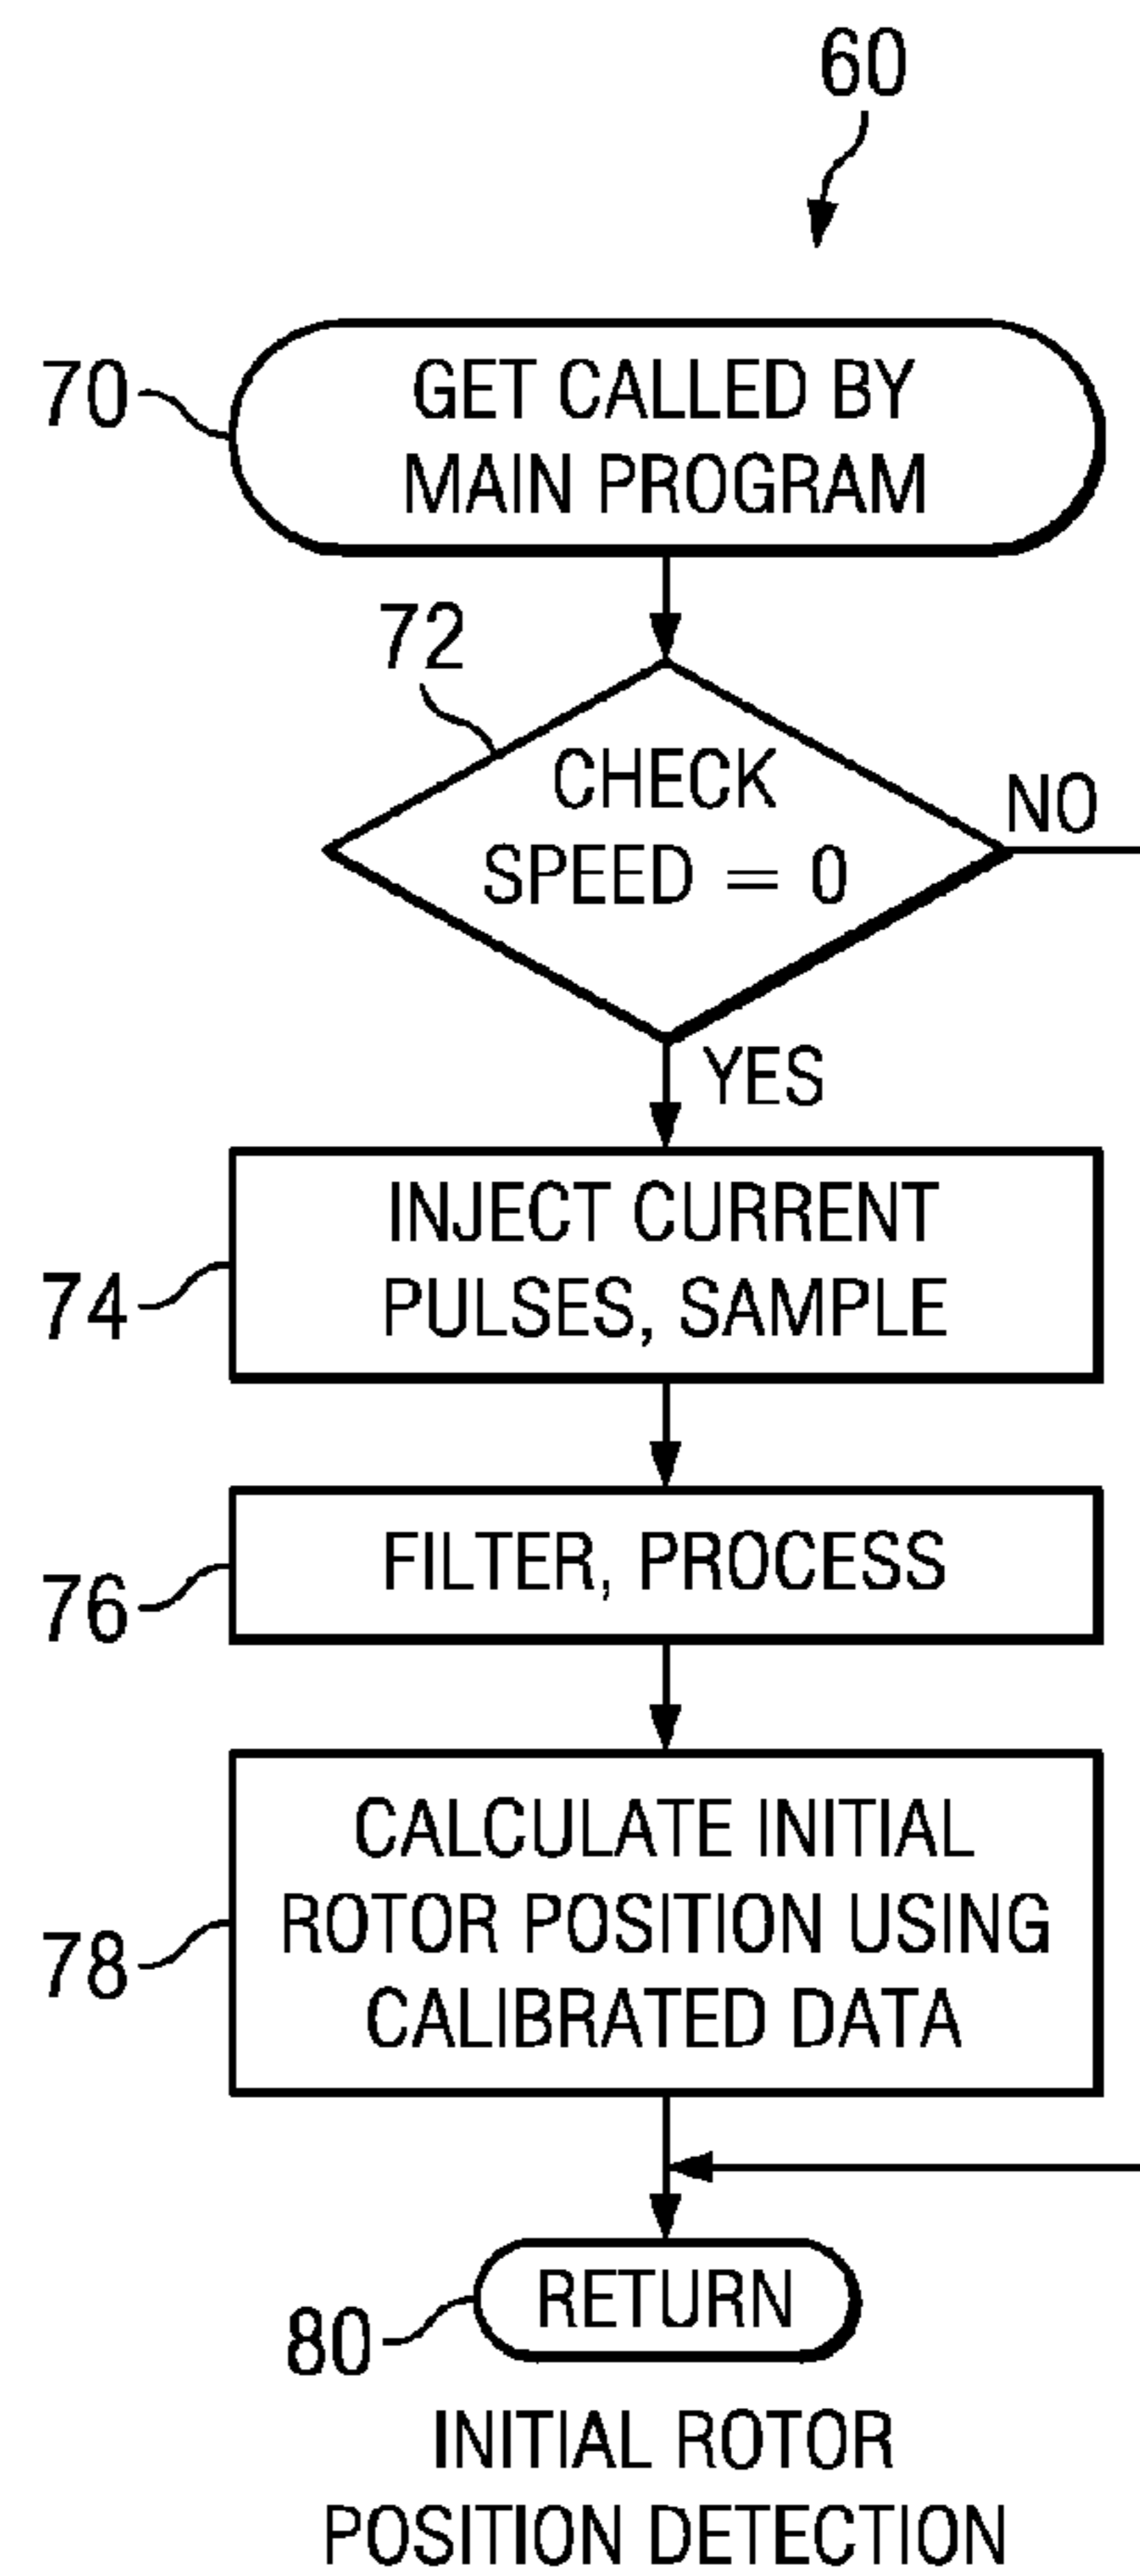 60
70
GET CALLED BY
MAIN PROGRAM
72
CHECK
SPEED = 0
NO
YES
74
INJECT CURRENT
PULSES, SAMPLE
76
FILTER, PROCESS
78
CALCULATE INITIAL
ROTOR POSITION USING
CALIBRATED DATA
80
RETURN
INITIAL ROTOR
POSITION DETECTION